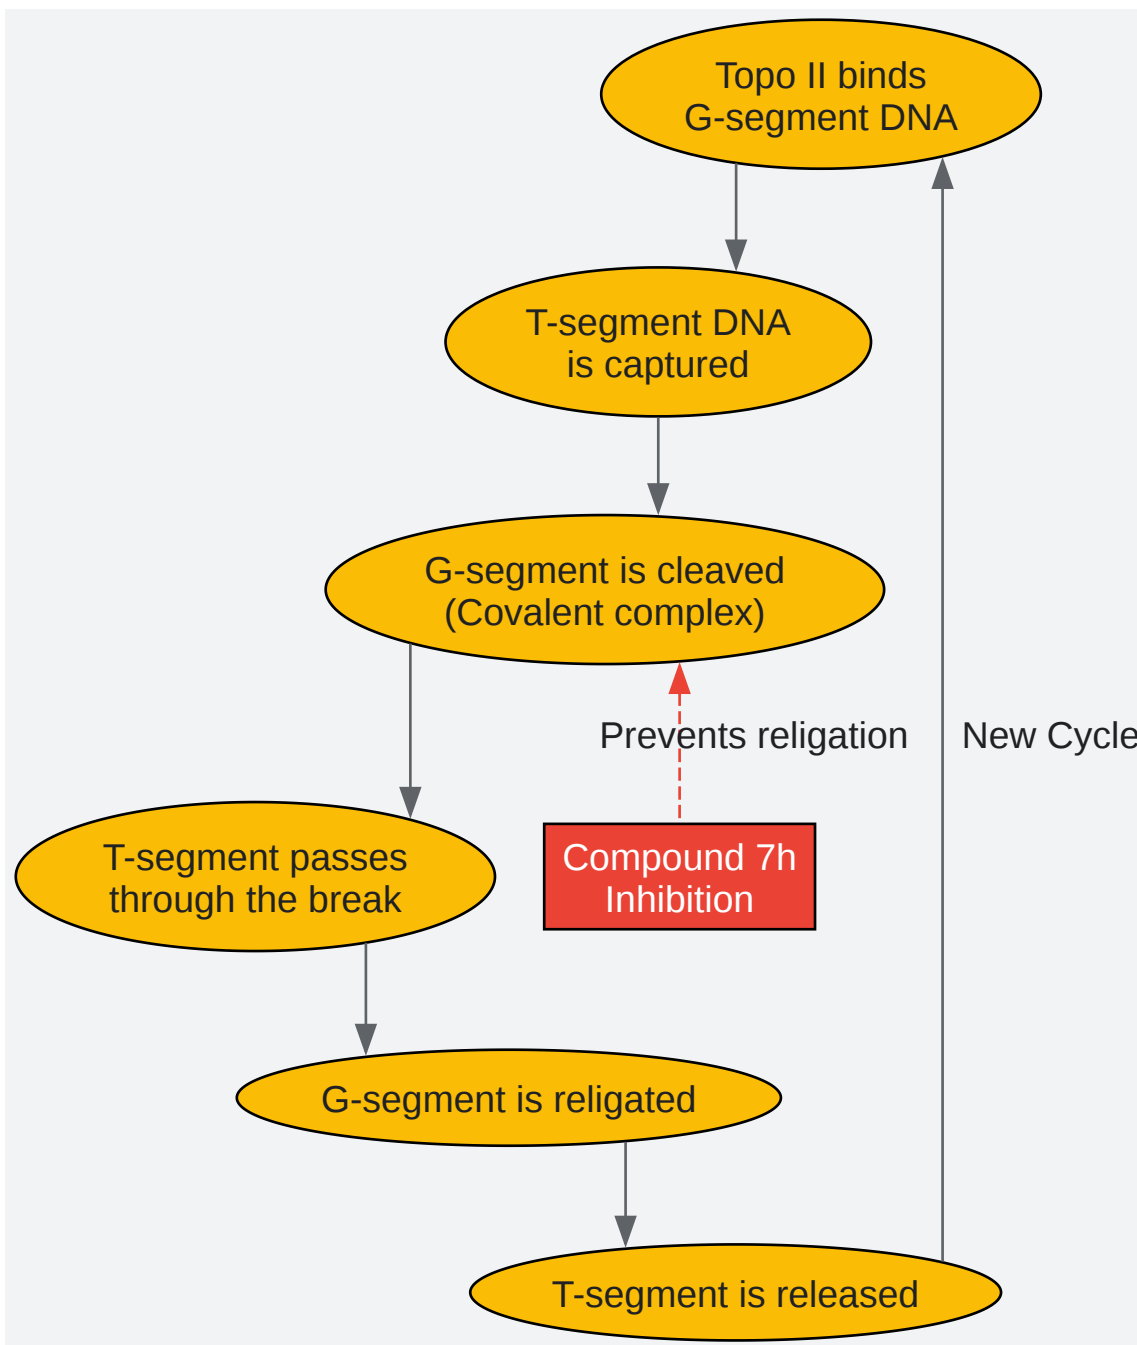 Topo II binds
G-segment DNA
T-segment DNA
is captured
G-segment is cleaved
(Covalent complex)
Prevents religation
New Cycle
T-segment passes
through the break
Compound 7h
Inhibition
G-segment is religated
T-segment is released